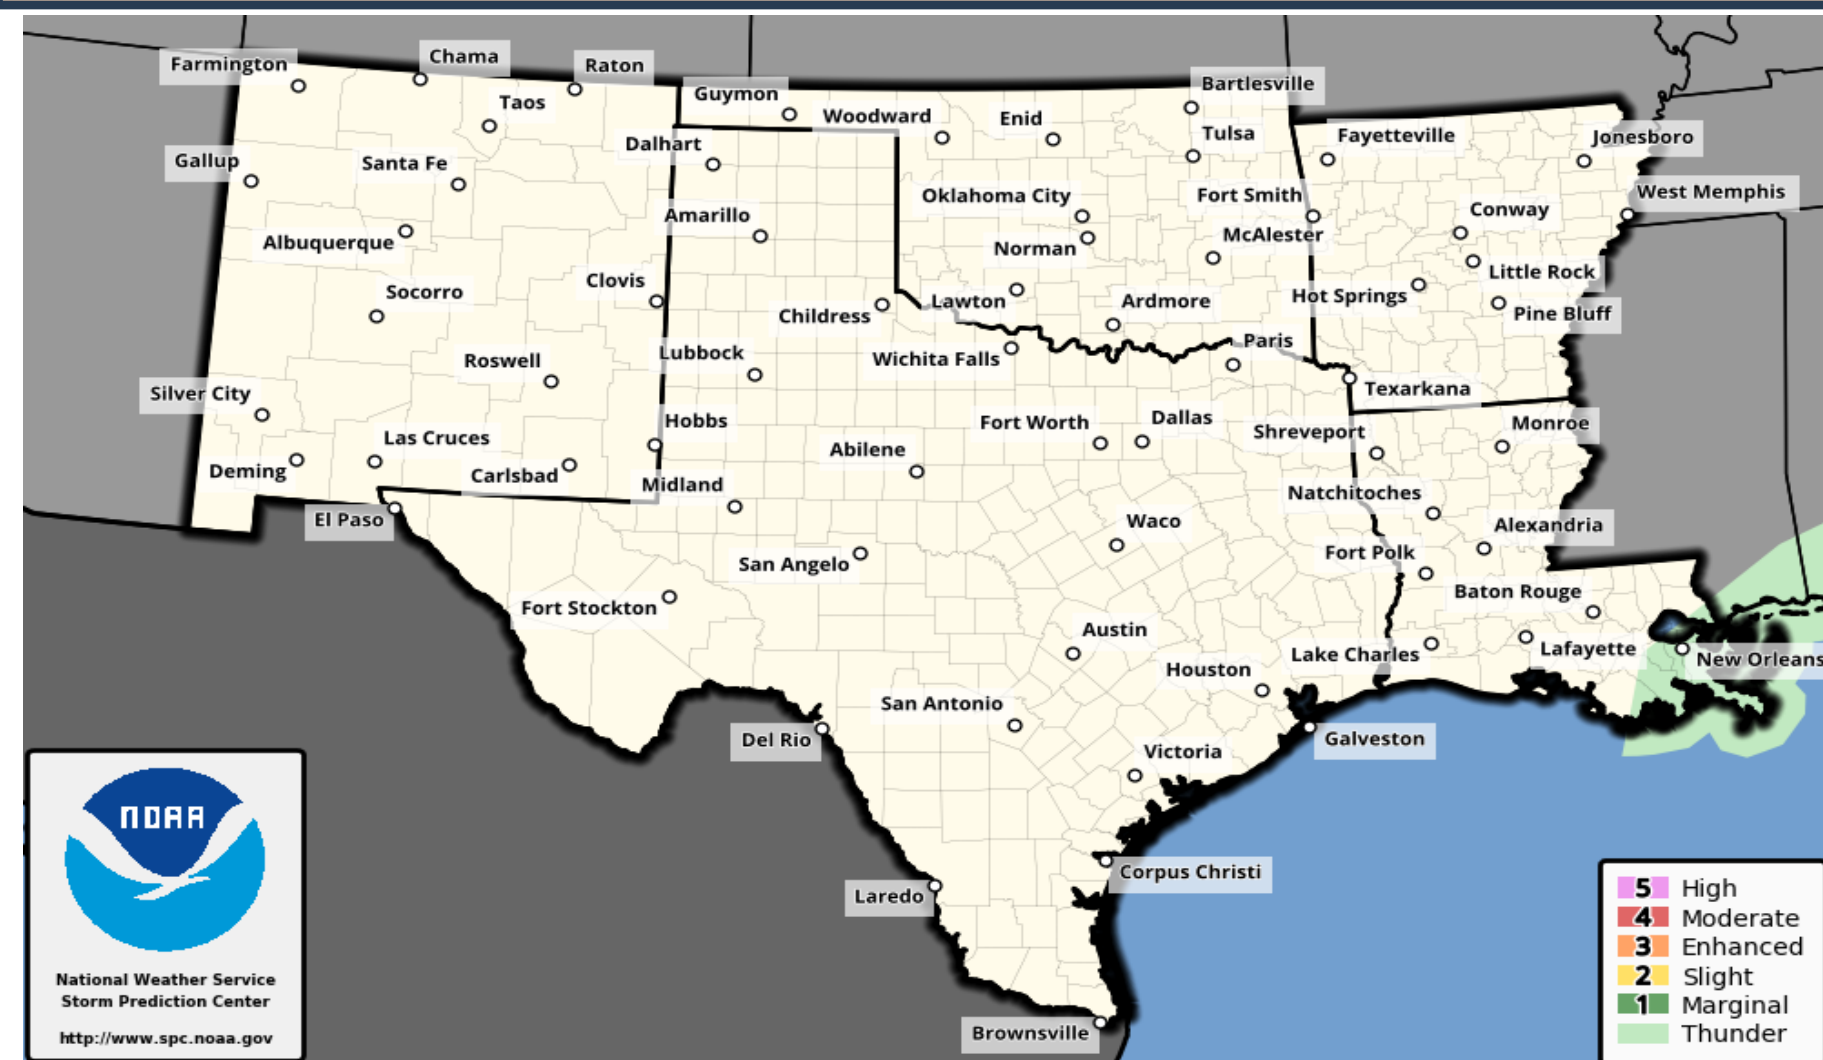 Farmington
Chama
Raton
Taos
Guymon
Woodward
Enid
Bartlesville
Tulsa
Fayetteville
Jonesboro
Gallup
Santa Fe
Dalhart
Oklahoma City
Fort Smith
Conway
West Memphis
Albuquerque
Amarillo
Norman
McAlester
Little Rock
Socorro
Clovis
Childress
Lawton
Ardmore
Hot Springs
Pine Bluff
Roswell
Lubbock
Wichita Falls
Paris
Texarkana
Silver City
Las Cruces
Hobbs
Abilene
Fort Worth
Dallas
Shreveport
Monroe
Deming
Carlsbad
Midland
Natchitoches
El Paso
San Angelo
Waco
Alexandria
Fort Polk
Fort Stockton
Austin
Baton Rouge
Houston
Lake Charles
Lafayette
New Orleans
Del Rio
San Antonio
Victoria
Galveston
Laredo
Corpus Christi
Brownsville
NOAA
National Weather Service
Storm Prediction Center
http://www.spc.noaa.gov
5 High
4 Moderate
3 Enhanced
2 Slight
1 Marginal
Thunder